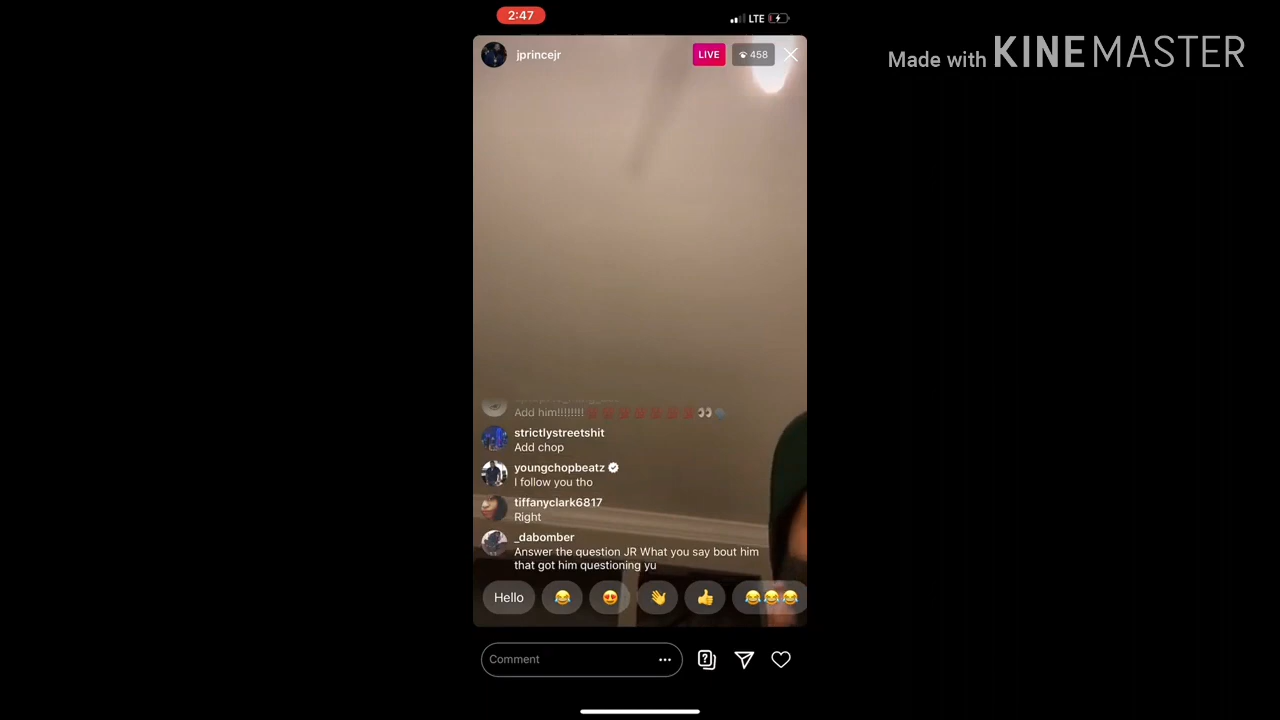 2:47
LTE
Made with KINEMASTER
jprincejr
LIVE
458
Add him!!!!!!!!
strictlystreetshit
Add chop
youngchopbeatz
I follow you tho
tiffanyclark6817
Right
_dabomber
Answer the question JR What you say bout him
that got him questioning yu
Hello
Comment